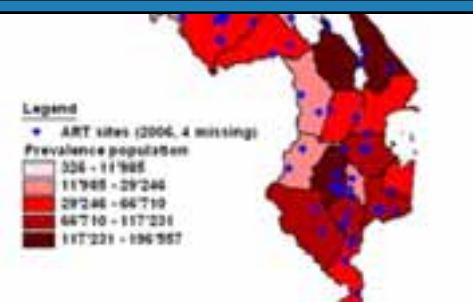 Legend
ART sites (2006, 4 missing)
Prevalence population
326 - 11'985
11'985 - 29'246
29'246 - 66'710
66'710 - 117'231
117'231 - 196'557